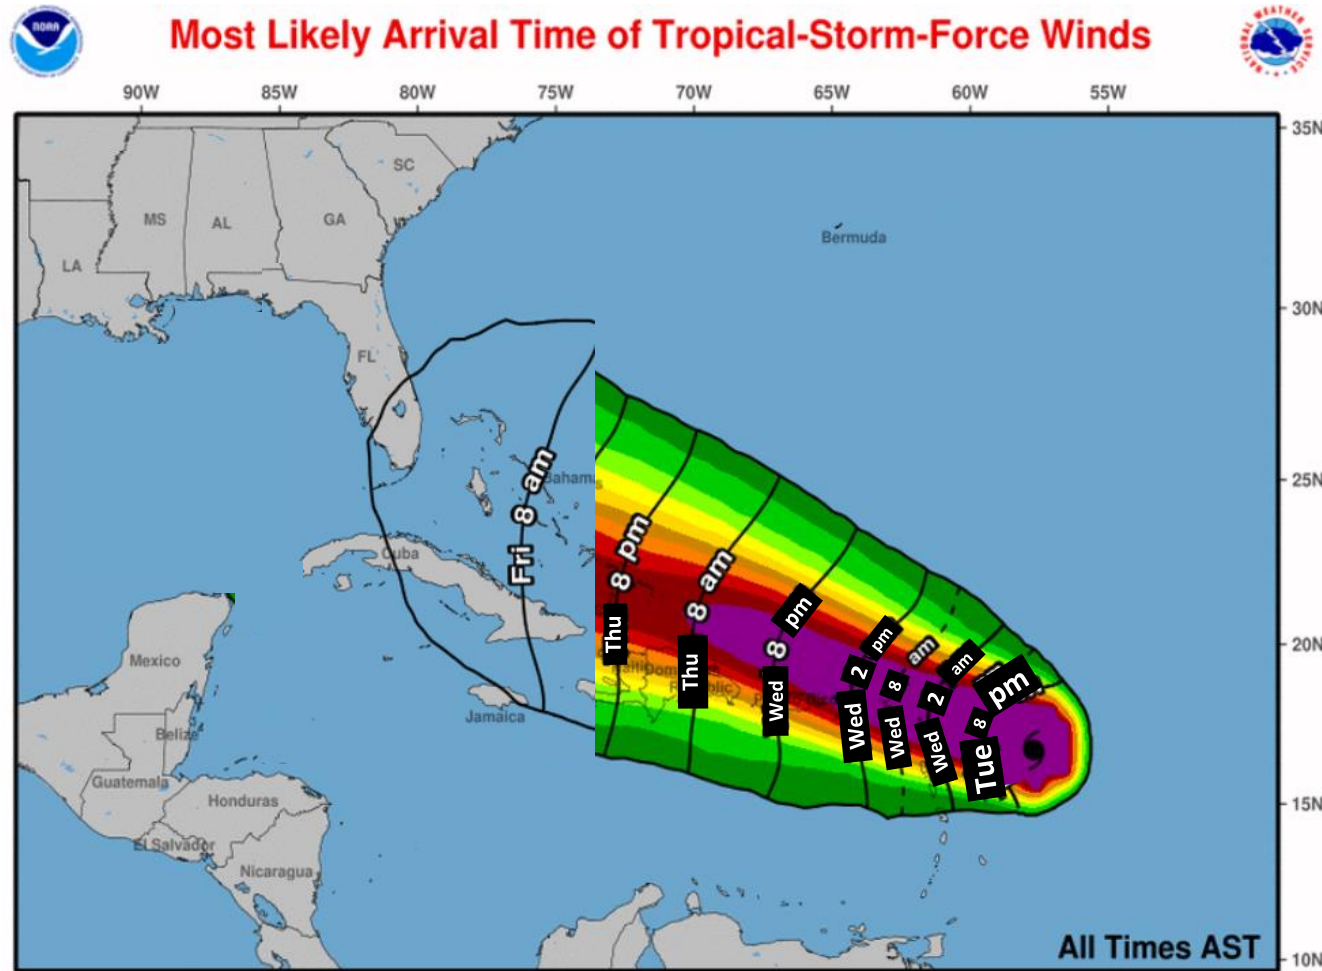 NOAA
Most Likely Arrival Time of Tropical-Storm-Force Winds
90W 85W 80W 75W 70W 65W 60W 55W
35N
SC
MS AL GA
Bermuda
LA
30N
FL
25N
Bahamas
Cuba
20N
Mexico
Jamaica
Belize
Guatemala
Honduras
El Salvador
15N
Nicaragua
10N
Fri 8 am
Thu 8 pm
Thu 8 am
Wed 8 pm
Wed 2 pm
Wed 8 am
Wed 2 am
Tue 8 pm
All Times AST